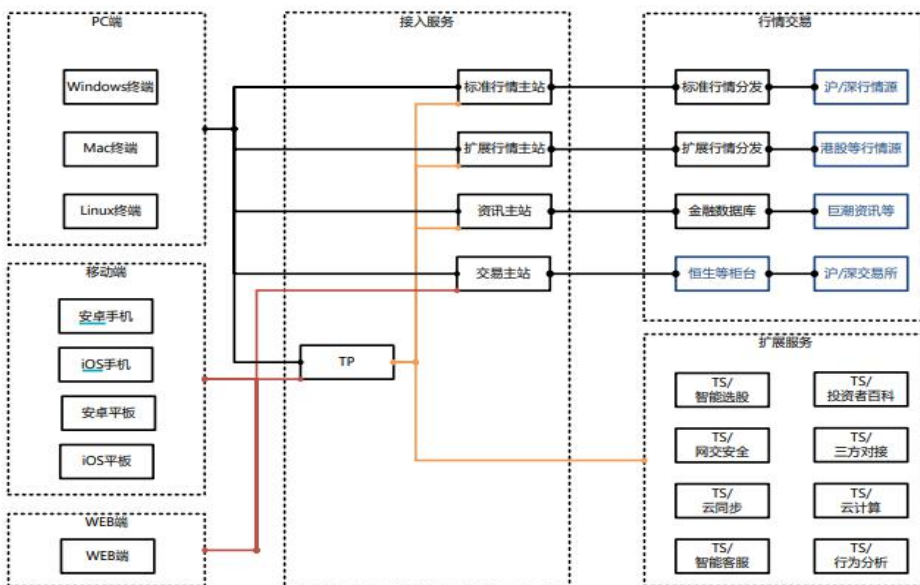 PC端
Windows终端
Mac终端
Linux终端
移动端
安卓手机
iOS手机
安卓平板
iOS平板
WEB端
WEB端
接入服务
标准行情主站
扩展行情主站
资讯主站
交易主站
TP
行情交易
标准行情分发
沪/深行情源
扩展行情分发
港股等行情源
金融数据库
巨潮资讯等
恒生等柜台
沪/深交易所
扩展服务
TS/
智能选股
TS/
投资者百科
TS/
网交安全
TS/
三方对接
TS/
云同步
TS/
云计算
TS/
智能客服
TS/
行为分析